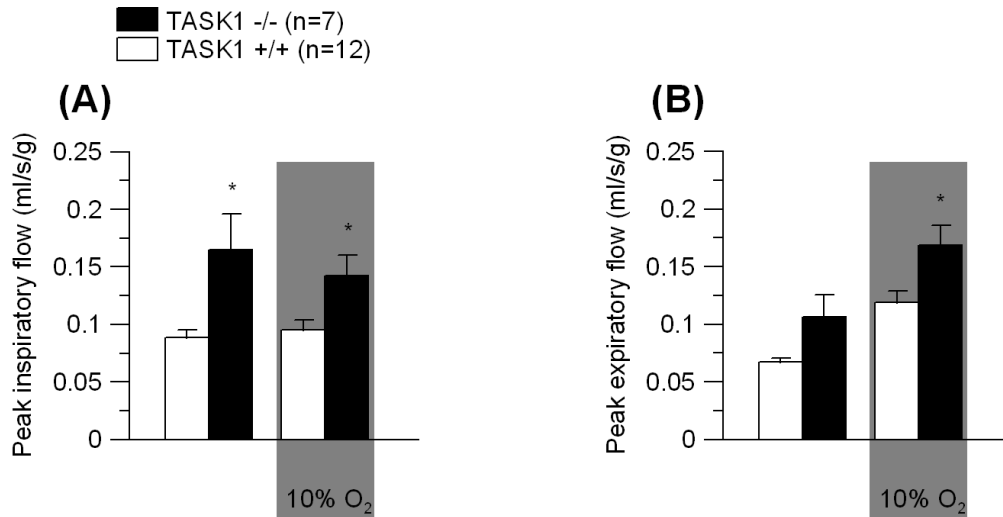 TASK1 -/- (n=7)
TASK1 +/+ (n=12)
(A)
Peak inspiratory flow (ml/s/g)
0.25
0.2
0.15
0.1
0.05
0
*
*
10% O₂
(B)
Peak expiratory flow (ml/s/g)
0.25
0.2
0.15
0.1
0.05
0
*
10% O₂